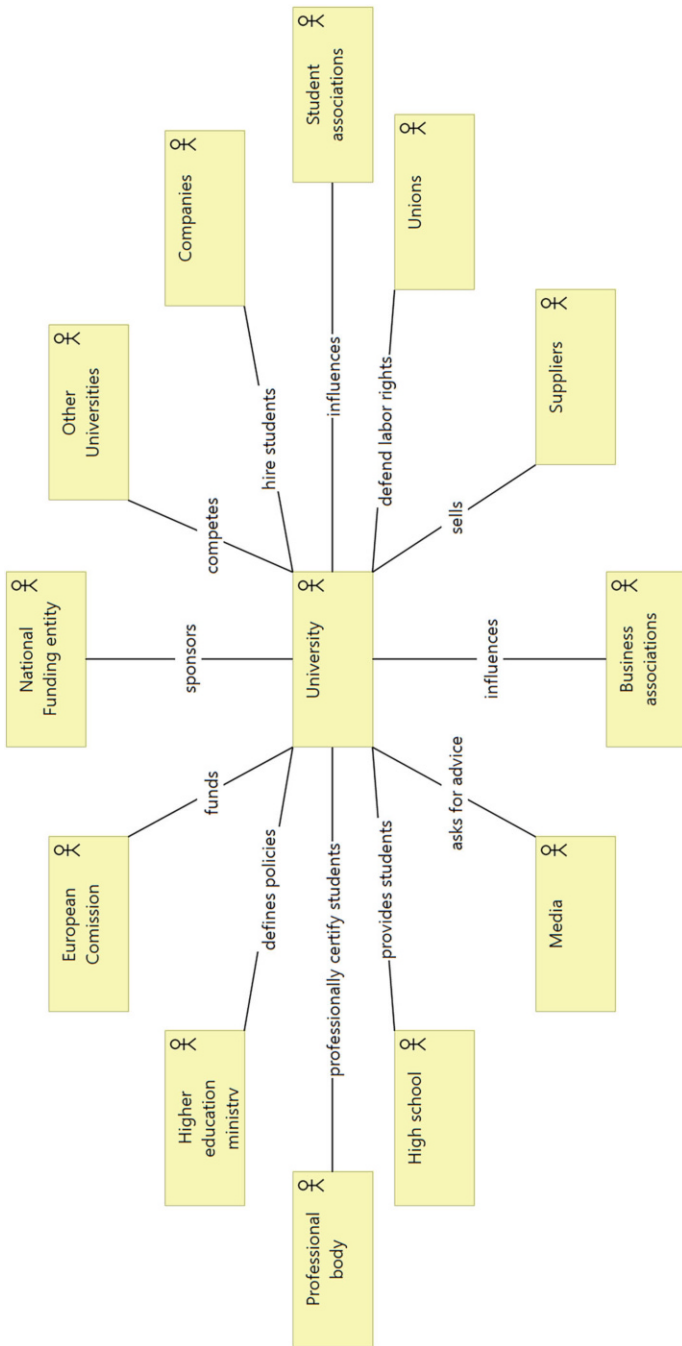 National
Funding entity
European
Comission
Other
Universities
sponsors
funds
competes
Higher
education
ministrv
Companies
defines policies
hire students
Professional
body
professionally certify students
University
influences
Student
associations
provides students
defend labor rights
High school
Unions
asks for advice
sells
influences
Media
Suppliers
Business
associations